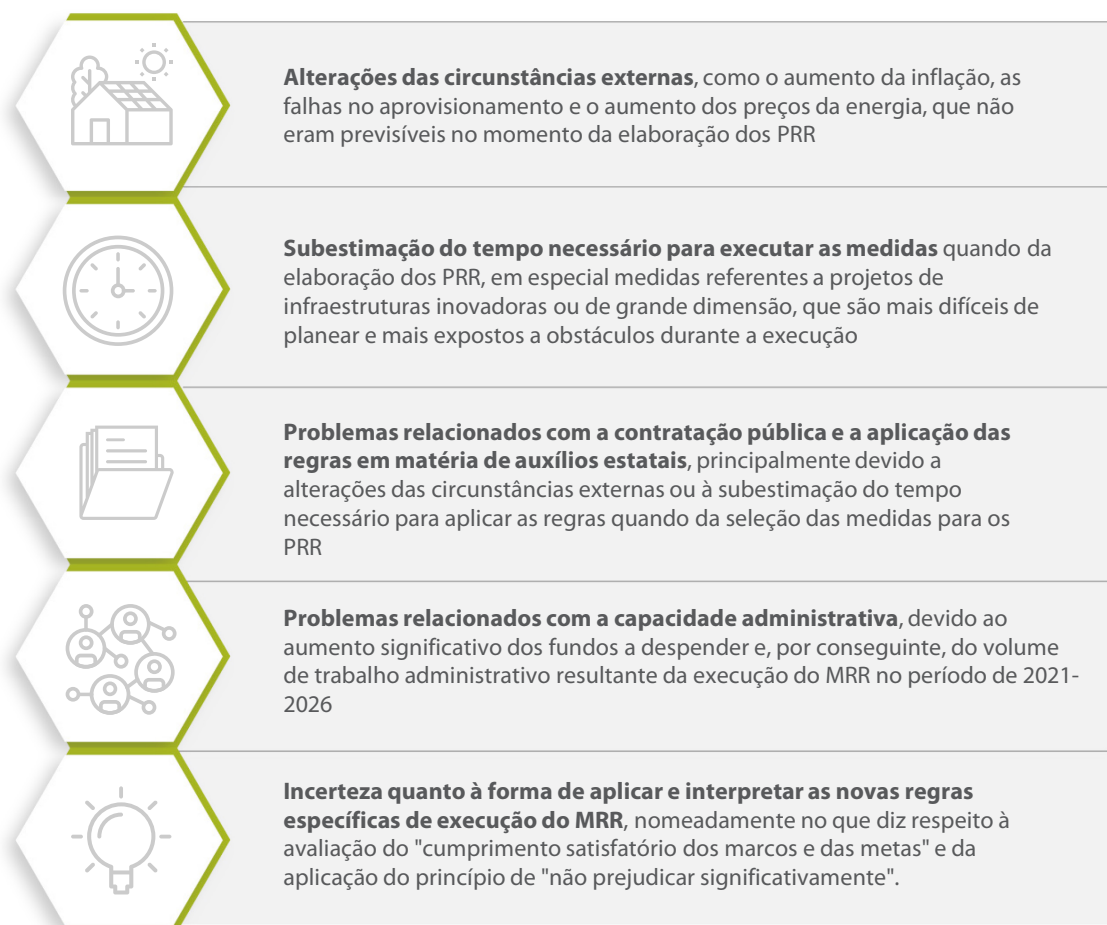 Alterações das circunstâncias externas, como o aumento da inflação, as
falhas no aprovisionamento e o aumento dos preços da energia, que não
eram previsíveis no momento da elaboração dos PRR
Subestimação do tempo necessário para executar as medidas quando da
elaboração dos PRR, em especial medidas referentes a projetos de
infraestruturas inovadoras ou de grande dimensão, que são mais difíceis de
planear e mais expostos a obstáculos durante a execução
Problemas relacionados com a contratação pública e a aplicação das
regras em matéria de auxílios estatais, principalmente devido a
alterações das circunstâncias externas ou à subestimação do tempo
necessário para aplicar as regras quando da seleção das medidas para os
PRR
Problemas relacionados com a capacidade administrativa, devido ao
aumento significativo dos fundos a despender e, por conseguinte, do volume
de trabalho administrativo resultante da execução do MRR no período de 2021-
2026
Incerteza quanto à forma de aplicar e interpretar as novas regras
específicas de execução do MRR, nomeadamente no que diz respeito à
avaliação do "cumprimento satisfatório dos marcos e das metas" e da
aplicação do princípio de "não prejudicar significativamente".